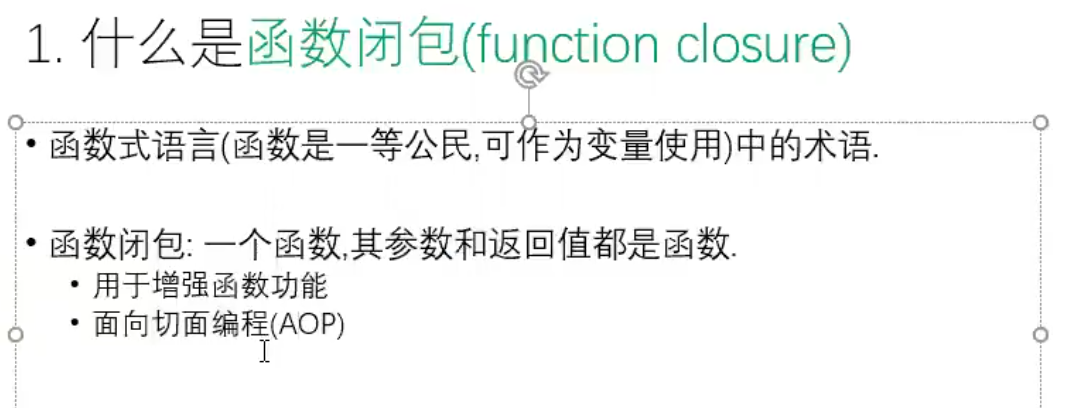 1. 什么是函数闭包(function closure)
• 函数式语言(函数是一等公民,可作为变量使用)中的术语.
• 函数闭包: 一个函数,其参数和返回值都是函数.
• 用于增强函数功能
• 面向切面编程(AOP)